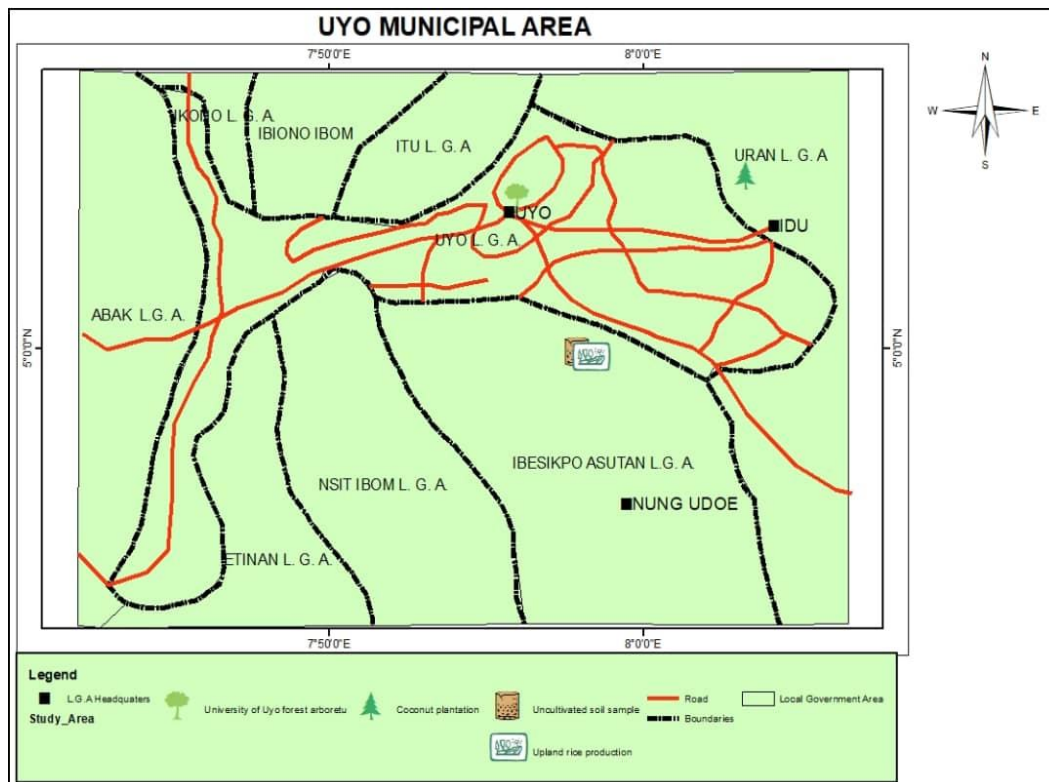 UYO MUNICIPAL AREA
7°50'0"E
8°0'0"E
N
W
E
S
IKONO L. G. A.
IBIONO IBOM
ITU L. G. A
URAN L. G. A
UYO
IDU
UYO L. G. A.
ABAK L.G. A.
5°0'0"N
5°0'0"N
IBESIKPO ASUTAN L.G. A.
NSIT IBOM L. G. A.
NUNG UDOE
ETINAN L. G. A.
7°50'0"E
8°0'0"E
Legend
L.G.A Headquaters
University of Uyo forest arboretu
Coconut plantation
Uncultivated soil sample
Road
Local Government Area
Study_Area
Boundaries
Upland rice production